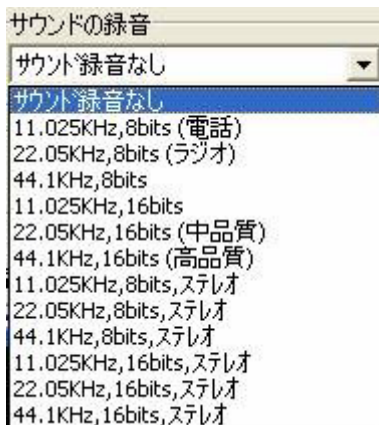 サウンドの録音
ｻｳﾝﾄﾞ録音なし
ｻｳﾝﾄﾞ録音なし
11.025KHz,8bits (電話)
22.05KHz,8bits (ラジオ)
44.1KHz,8bits
11.025KHz,16bits
22.05KHz,16bits (中品質)
44.1KHz,16bits (高品質)
11.025KHz,8bits,ｽﾃﾚｵ
22.05KHz,8bits,ｽﾃﾚｵ
44.1KHz,8bits,ｽﾃﾚｵ
11.025KHz,16bits,ｽﾃﾚｵ
22.05KHz,16bits,ｽﾃﾚｵ
44.1KHz,16bits,ｽﾃﾚｵ